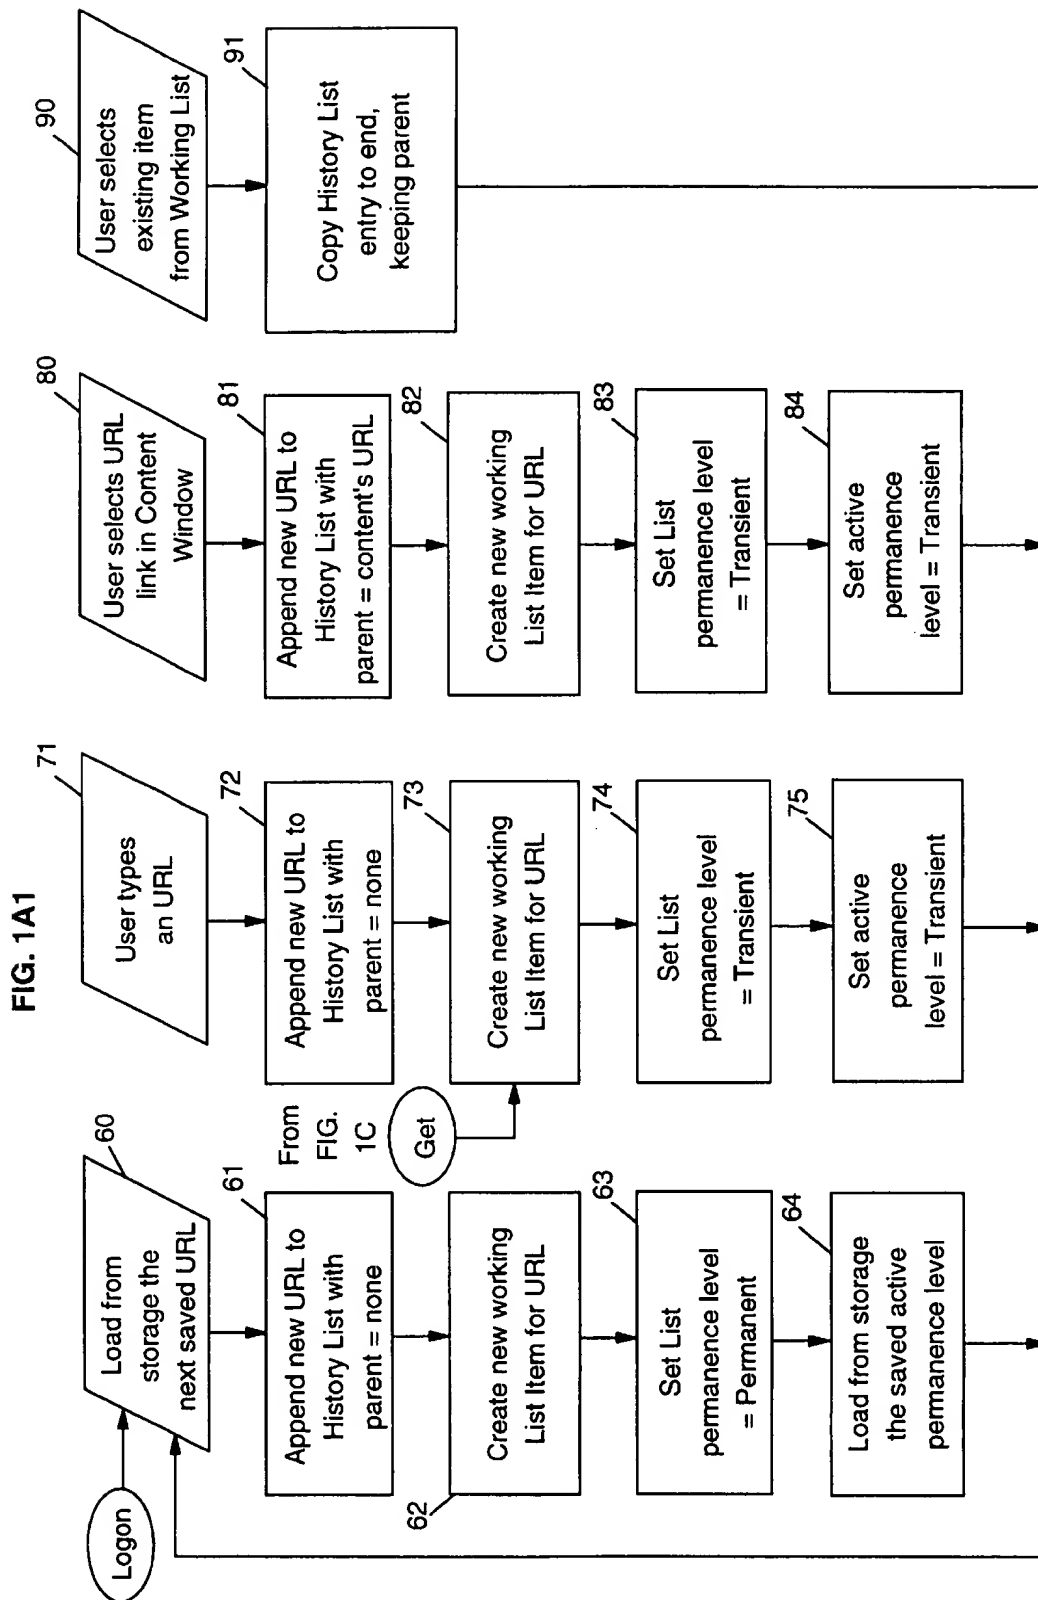 FIG. 1A1
Logon
60
Load from
storage the
next saved URL
61
Append new URL to
History List with
parent = none
62
Create new working
List Item for URL
63
Set List
permanence level
= Permanent
64
Load from storage
the saved active
permanence level
From
FIG.
1C
Get
71
User types
an URL
72
Append new URL to
History List with
parent = none
73
Create new working
List Item for URL
74
Set List
permanence level
= Transient
75
Set active
permanence
level = Transient
80
User selects URL
link in Content
Window
81
Append new URL to
History List with
parent = content's URL
82
Create new working
List Item for URL
83
Set List
permanence level
= Transient
84
Set active
permanence
level = Transient
90
User selects
existing item
from Working List
91
Copy History List
entry to end,
keeping parent